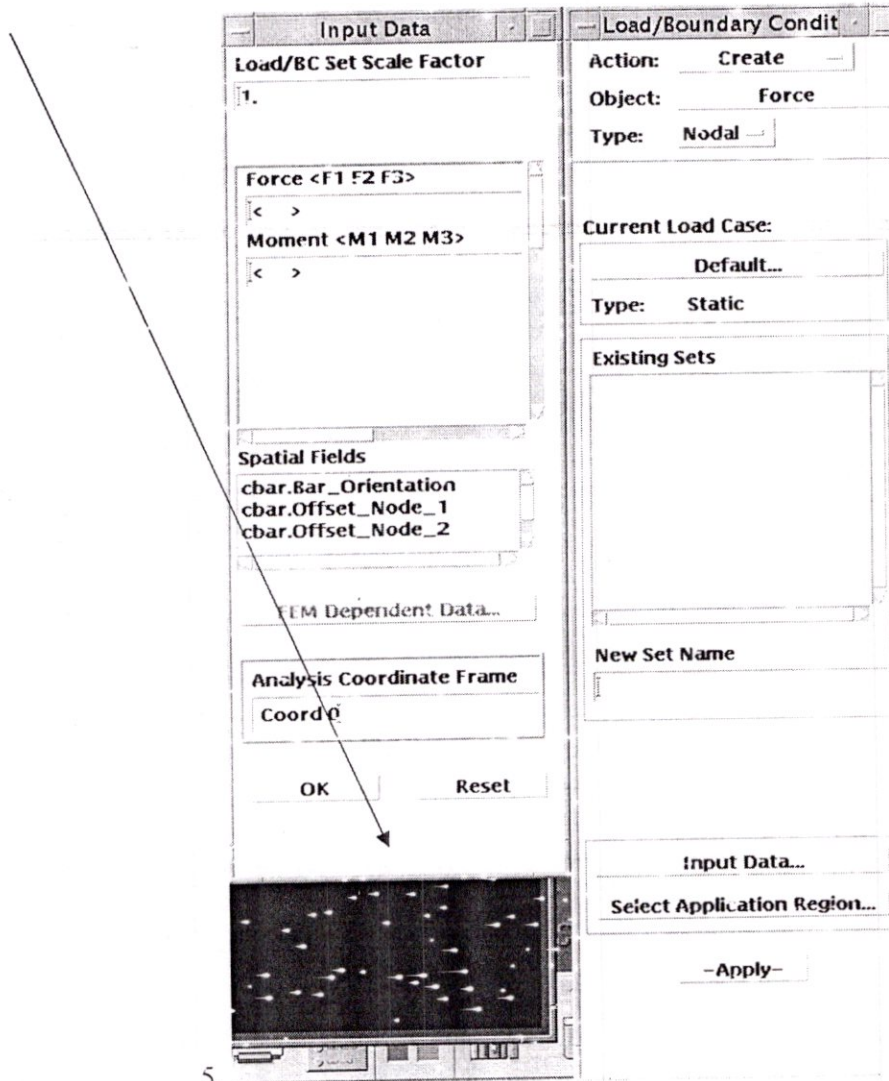 Input Data
Load/BC Set Scale Factor
1.
Force <F1 F2 F3>
< >
Moment <M1 M2 M3>
< >
Spatial Fields
cbar.Bar_Orientation
cbar.Offset_Node_1
cbar.Offset_Node_2
FEM Dependent Data...
Analysis Coordinate Frame
Coord 0
OK Reset
Load/Boundary Condit
Action: Create
Object: Force
Type: Nodal
Current Load Case:
Default...
Type: Static
Existing Sets
New Set Name
Input Data...
Select Application Region...
-Apply-
5